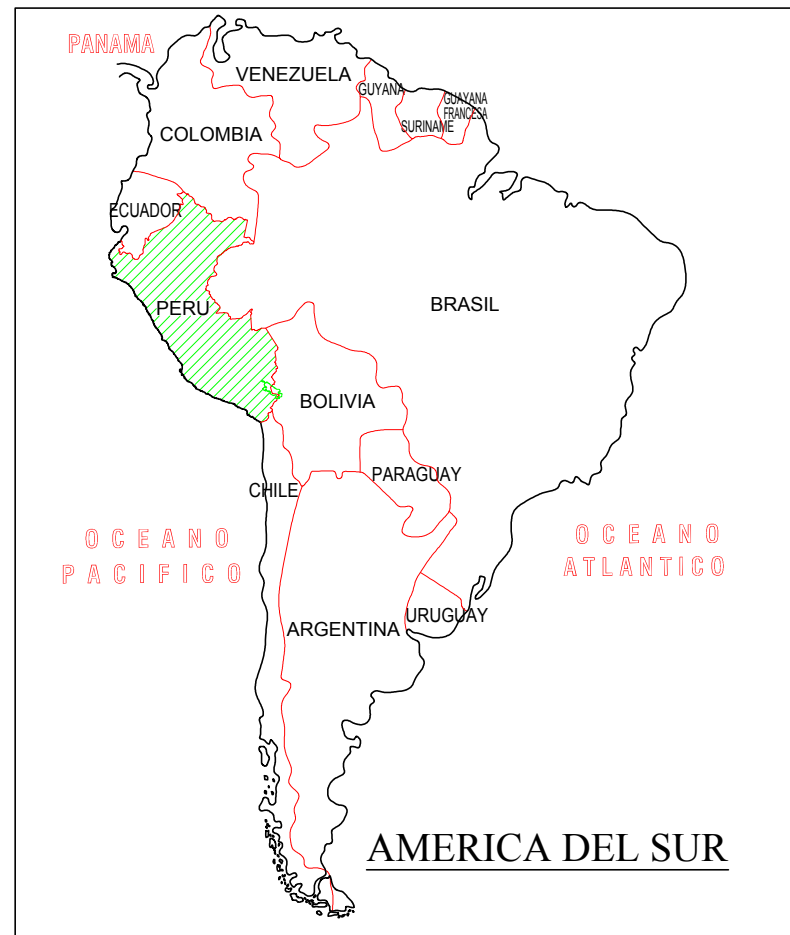 PANAMA
VENEZUELA
GUYANA
GUAYANA
FRANCESA
SURINAME
COLOMBIA
ECUADOR
PERU
BRASIL
BOLIVIA
PARAGUAY
CHILE
OCEANO
PACIFICO
OCEANO
ATLANTICO
URUGUAY
ARGENTINA
AMERICA DEL SUR